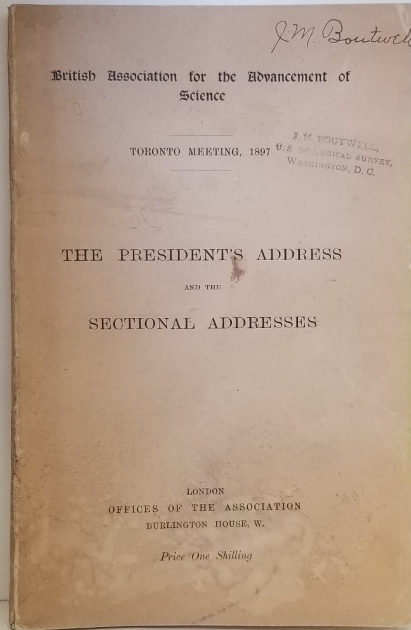 J. M. Boutwell
British Association for the Advancement of
Science
TORONTO MEETING, 1897
J. M. BOUTWELL,
U. S. GEOLOGICAL SURVEY,
WASHINGTON, D. C.
THE PRESIDENT'S ADDRESS
AND THE
SECTIONAL ADDRESSES
LONDON
OFFICES OF THE ASSOCIATION
BURLINGTON HOUSE, W.
Price One Shilling